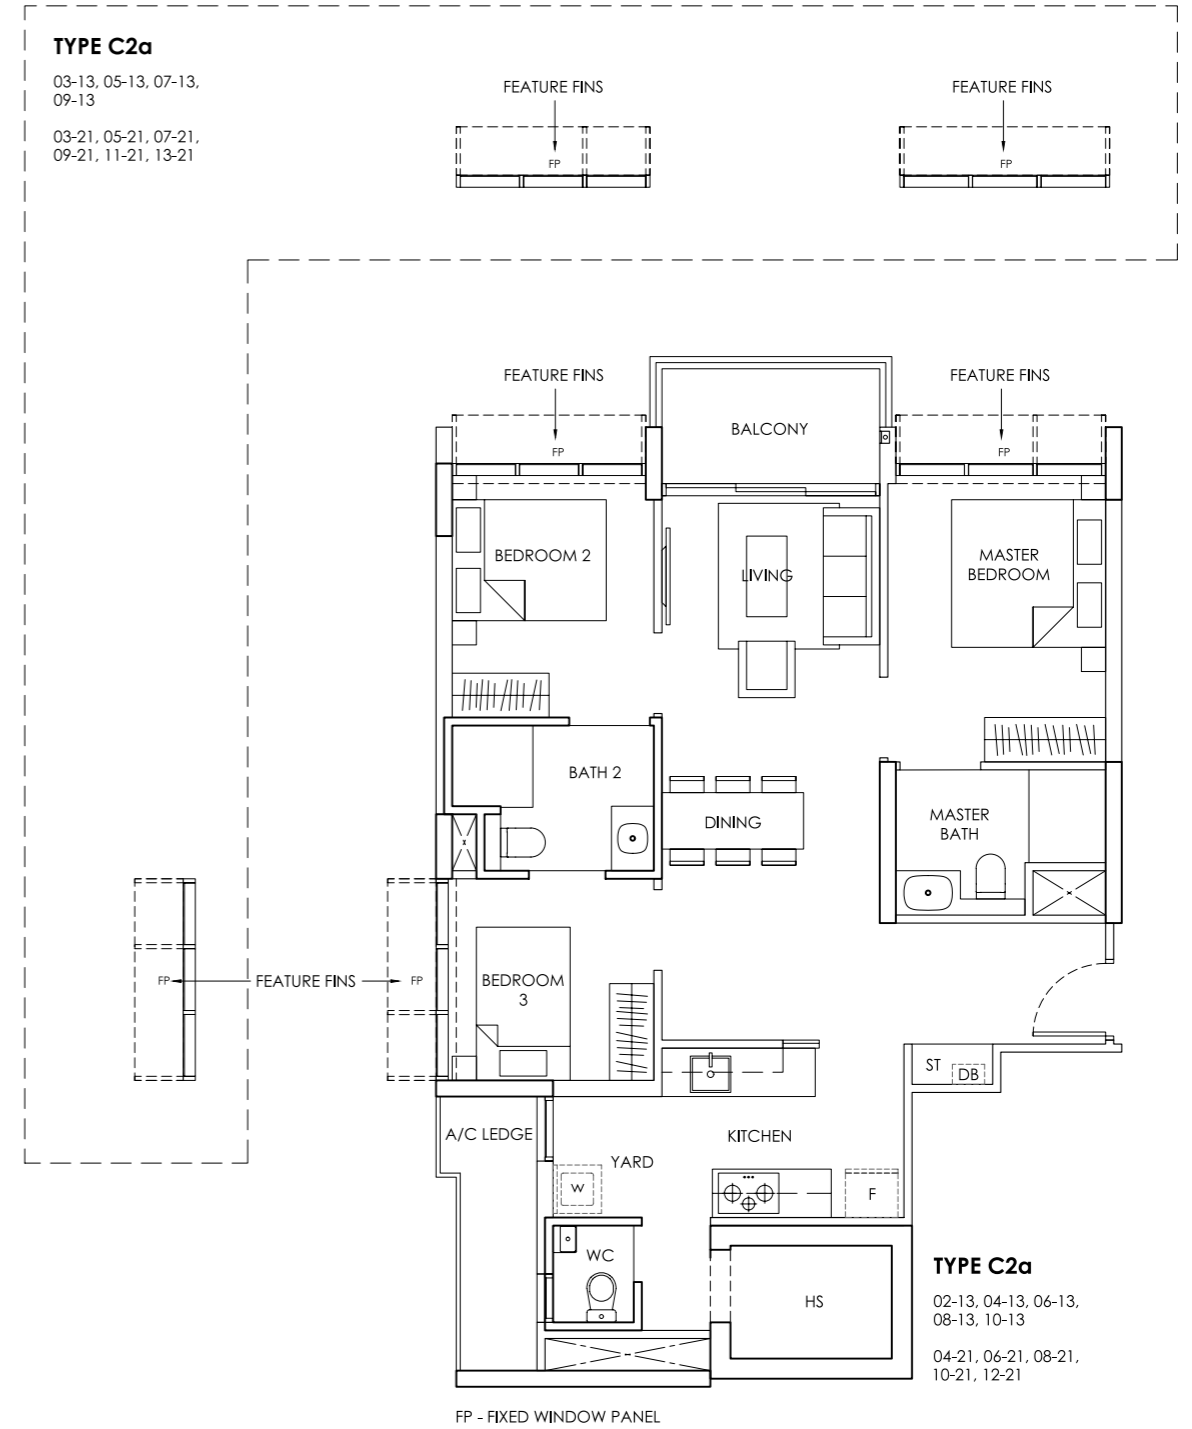 TYPE C2a
03-13, 05-13, 07-13,
09-13
03-21, 05-21, 07-21,
09-21, 11-21, 13-21
FEATURE FINS
FP
FEATURE FINS
FP
FEATURE FINS
FP
BALCONY
FEATURE FINS
FP
BEDROOM 2
LIVING
MASTER
BEDROOM
BATH 2
DINING
MASTER
BATH
FP
FEATURE FINS
FP
BEDROOM
3
ST
DB
A/C LEDGE
YARD
KITCHEN
W
F
WC
HS
TYPE C2a
02-13, 04-13, 06-13,
08-13, 10-13
04-21, 06-21, 08-21,
10-21, 12-21
FP - FIXED WINDOW PANEL